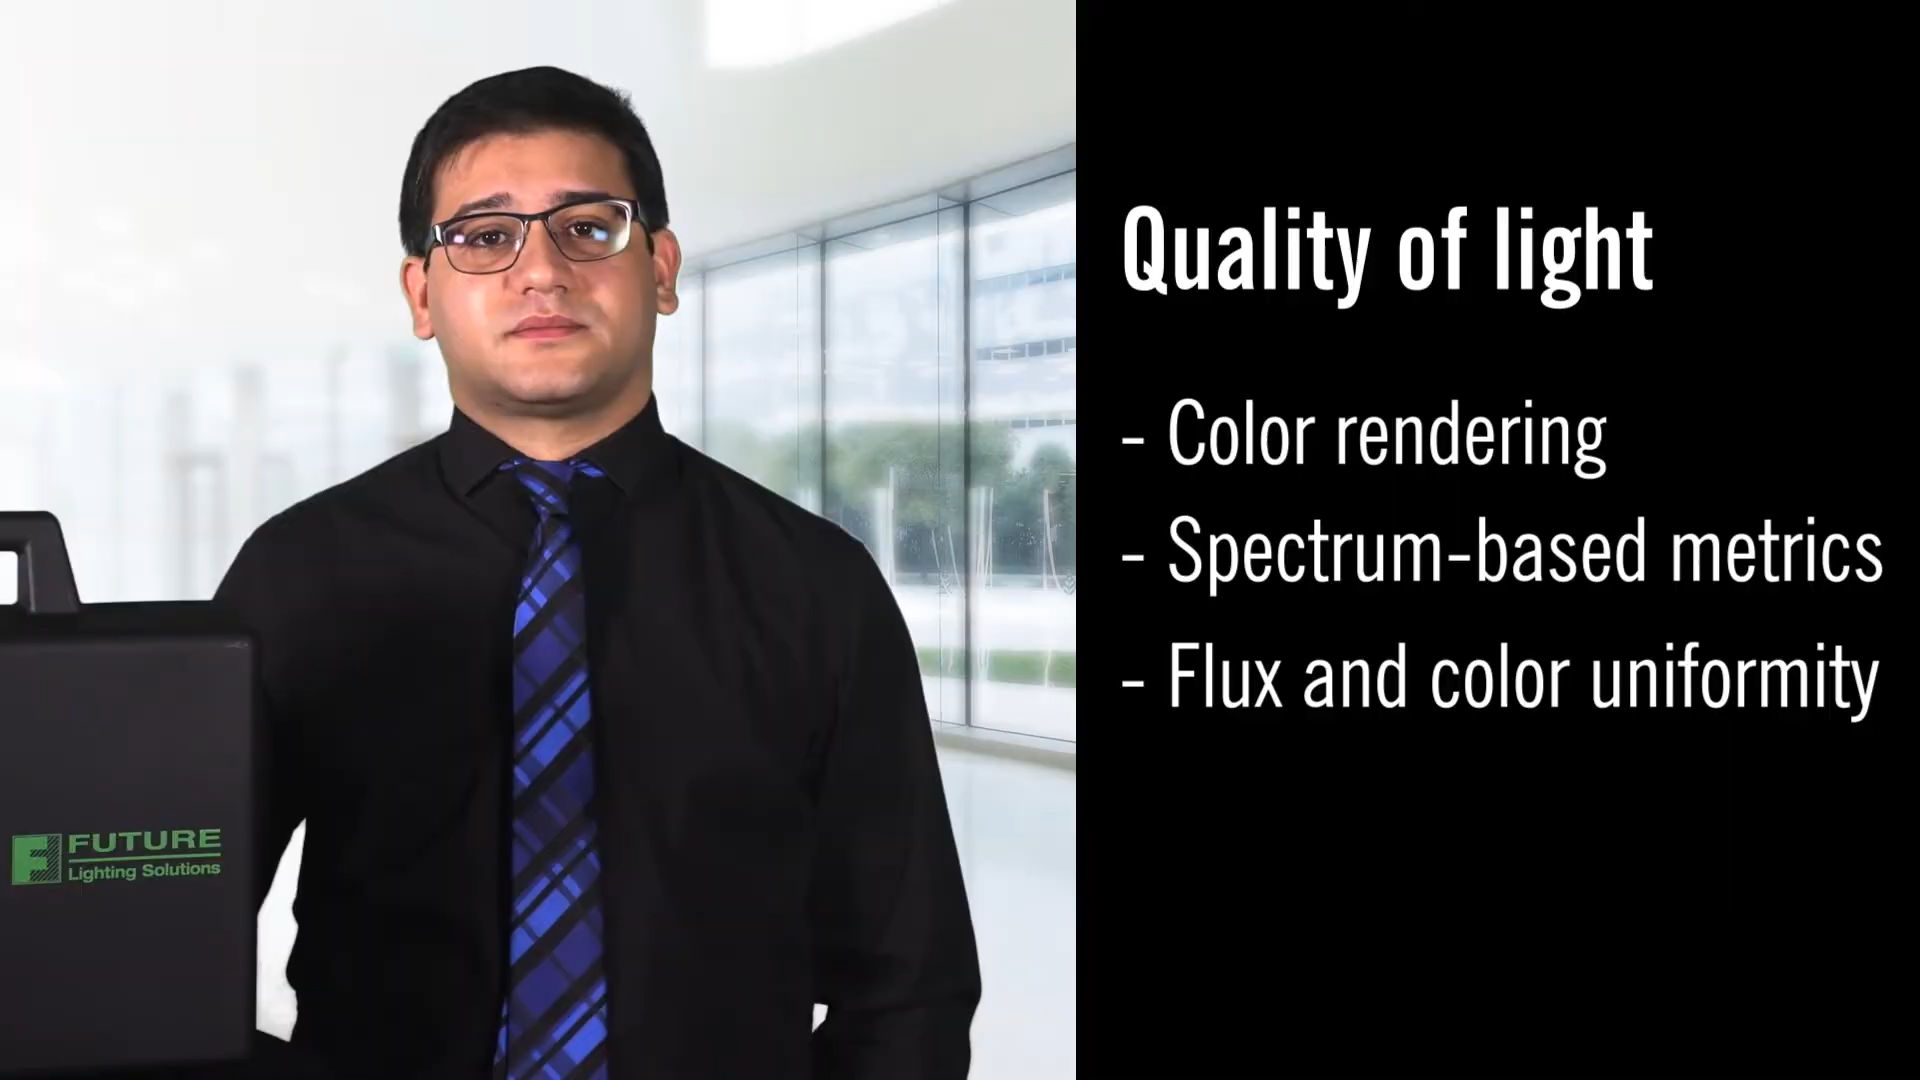 Quality of light
- Color rendering
- Spectrum-based metrics
- Flux and color uniformity
FUTURE
Lighting Solutions